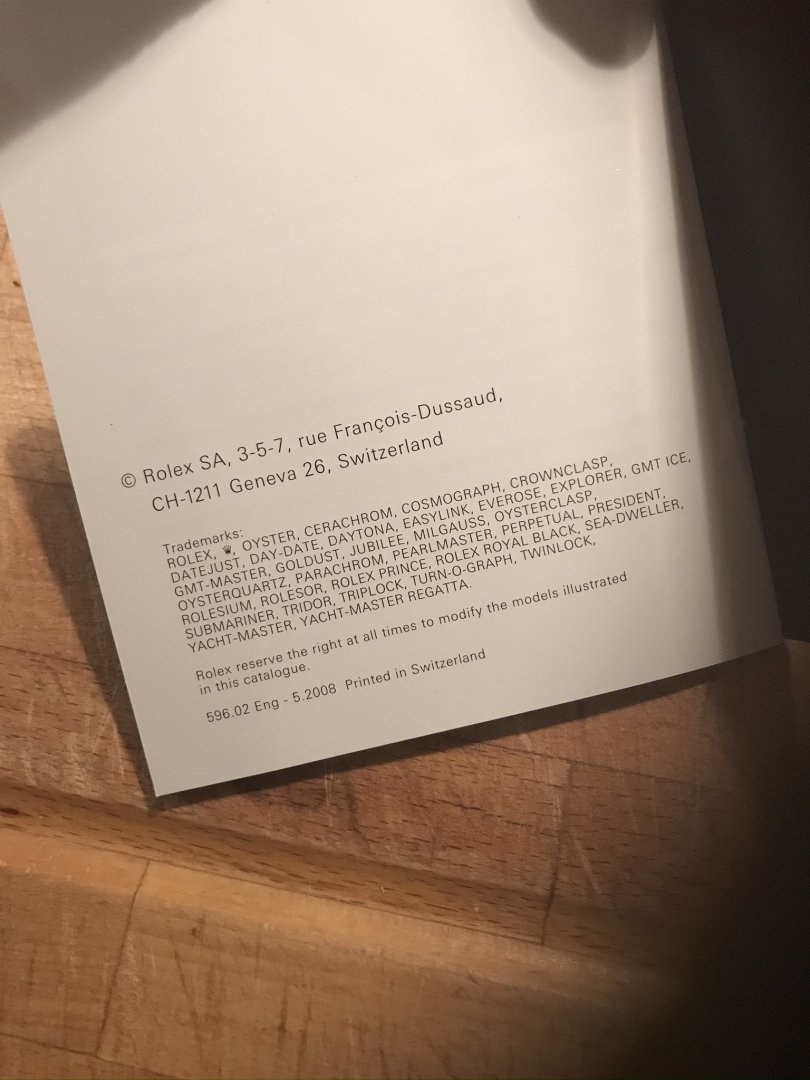 © Rolex SA, 3-5-7, rue François-Dussaud,
CH-1211 Geneva 26, Switzerland
Trademarks:
ROLEX, ♛, OYSTER, CERACHROM, COSMOGRAPH, CROWNCLASP,
DATEJUST, DAY-DATE, DAYTONA, EASYLINK, EVEROSE, EXPLORER, GMT ICE,
GMT-MASTER, GOLDUST, JUBILEE, MILGAUSS, OYSTERCLASP,
OYSTERQUARTZ, PARACHROM, PEARLMASTER, PERPETUAL, PRESIDENT,
ROLESIUM, ROLESOR, ROLEX PRINCE, ROLEX ROYAL BLACK, SEA-DWELLER,
SUBMARINER, TRIDOR, TRIPLOCK, TURN-O-GRAPH, TWINLOCK,
YACHT-MASTER, YACHT-MASTER REGATTA.
Rolex reserve the right at all times to modify the models illustrated
in this catalogue.
596.02 Eng - 5.2008 Printed in Switzerland